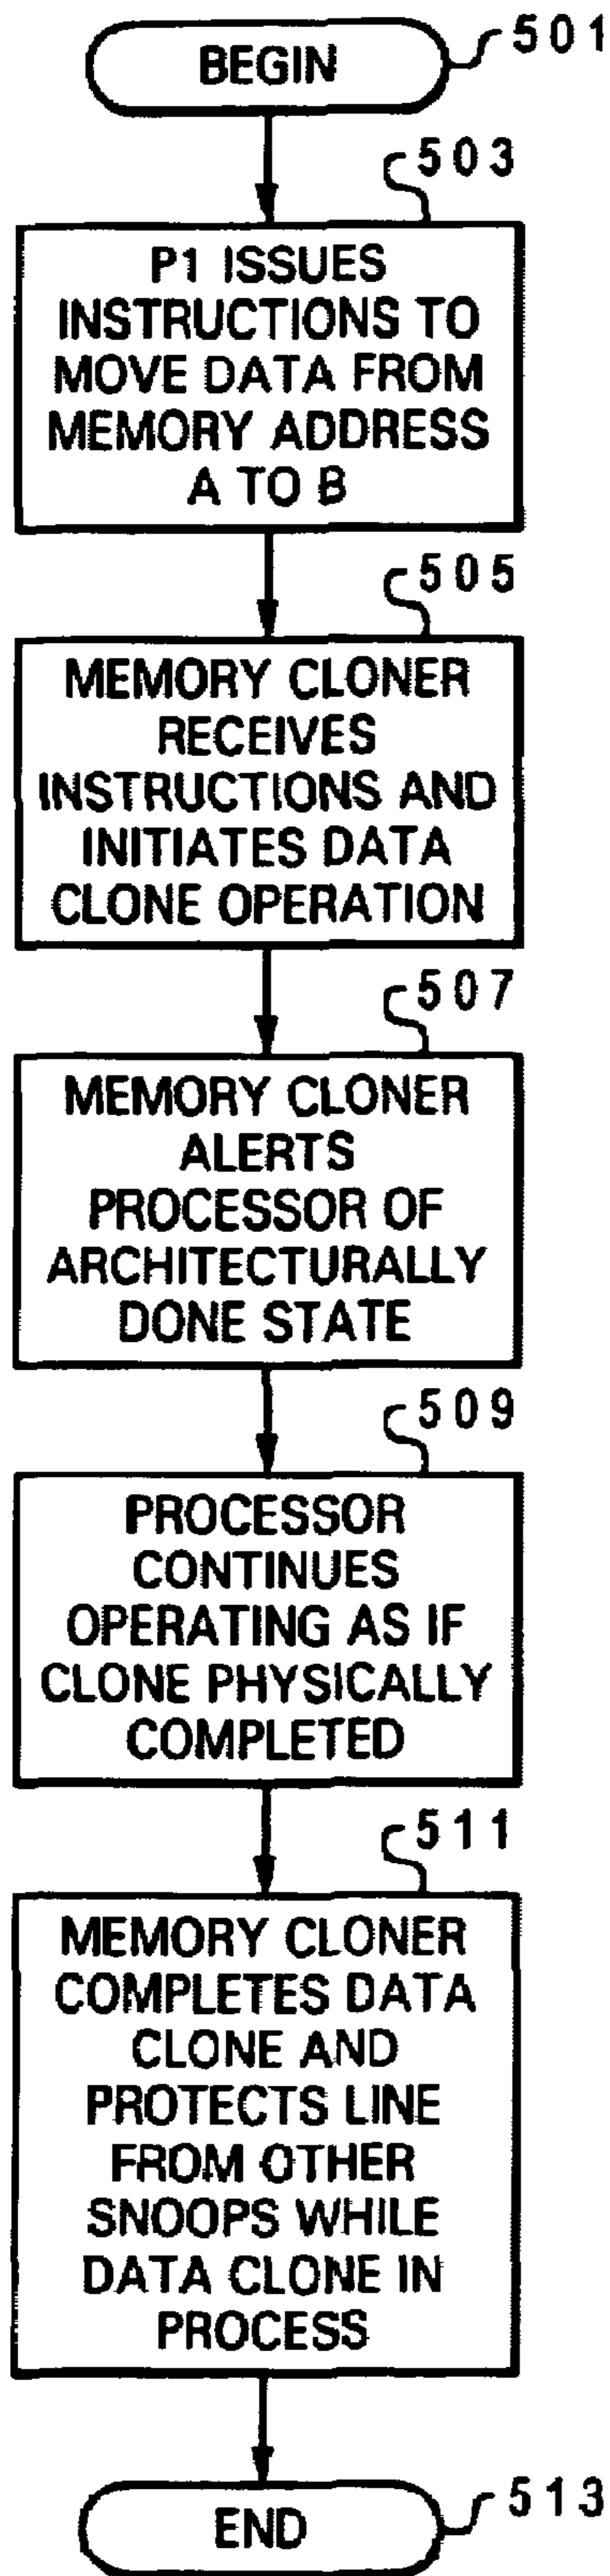 BEGIN
501
503
P1 ISSUES
INSTRUCTIONS TO
MOVE DATA FROM
MEMORY ADDRESS
A TO B
505
MEMORY CLONER
RECEIVES
INSTRUCTIONS AND
INITIATES DATA
CLONE OPERATION
507
MEMORY CLONER
ALERTS
PROCESSOR OF
ARCHITECTURALLY
DONE STATE
509
PROCESSOR
CONTINUES
OPERATING AS IF
CLONE PHYSICALLY
COMPLETED
511
MEMORY CLONER
COMPLETES DATA
CLONE AND
PROTECTS LINE
FROM OTHER
SNOOPS WHILE
DATA CLONE IN
PROCESS
END
513